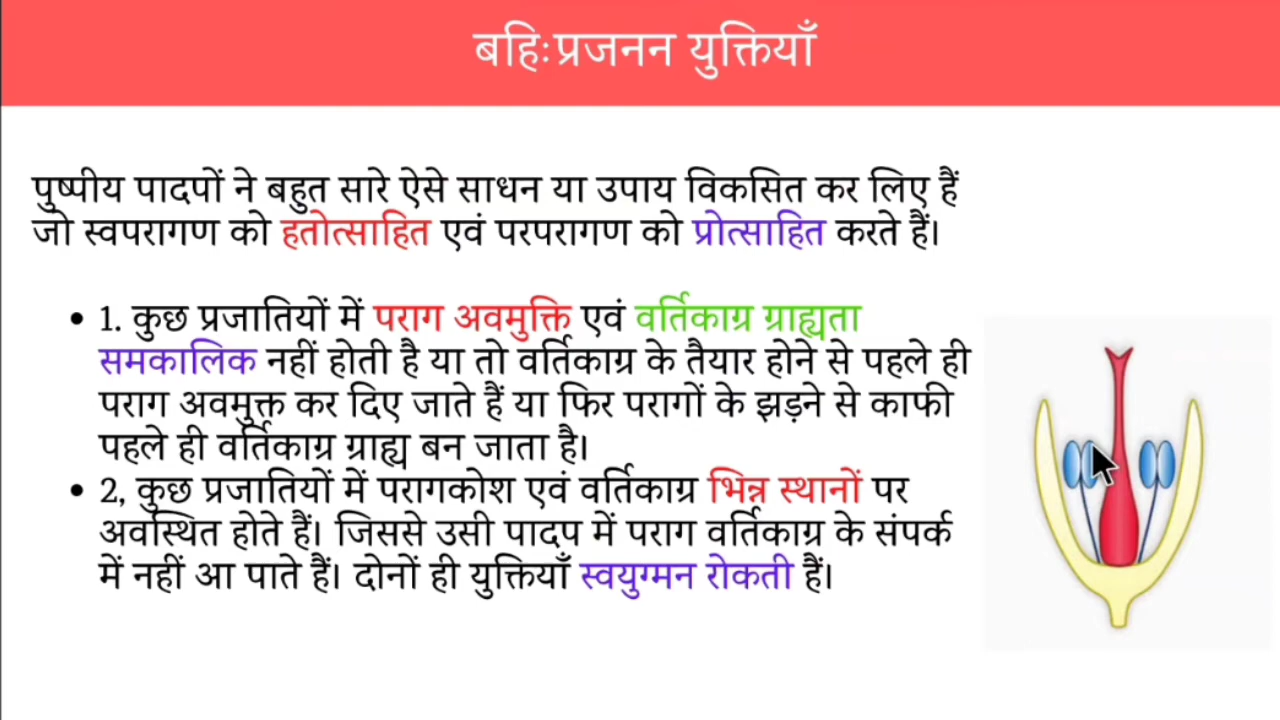 बहिःप्रजनन युक्तियाँ
पुष्पीय पादपों ने बहुत सारे ऐसे साधन या उपाय विकसित कर लिए हैं
जो स्वपरागण को हतोत्साहित एवं परपरागण को प्रोत्साहित करते हैं।
• 1. कुछ प्रजातियों में पराग अवमुक्ति एवं वर्तिकाग्र ग्राह्यता
समकालिक नहीं होती है या तो वर्तिकाग्र के तैयार होने से पहले ही
पराग अवमुक्त कर दिए जाते हैं या फिर परागों के झड़ने से काफी
पहले ही वर्तिकाग्र ग्राह्य बन जाता है।
• 2, कुछ प्रजातियों में परागकोश एवं वर्तिकाग्र भिन्न स्थानों पर
अवस्थित होते हैं। जिससे उसी पादप में पराग वर्तिकाग्र के संपर्क
में नहीं आ पाते हैं। दोनों ही युक्तियाँ स्वयुग्मन रोकती हैं।